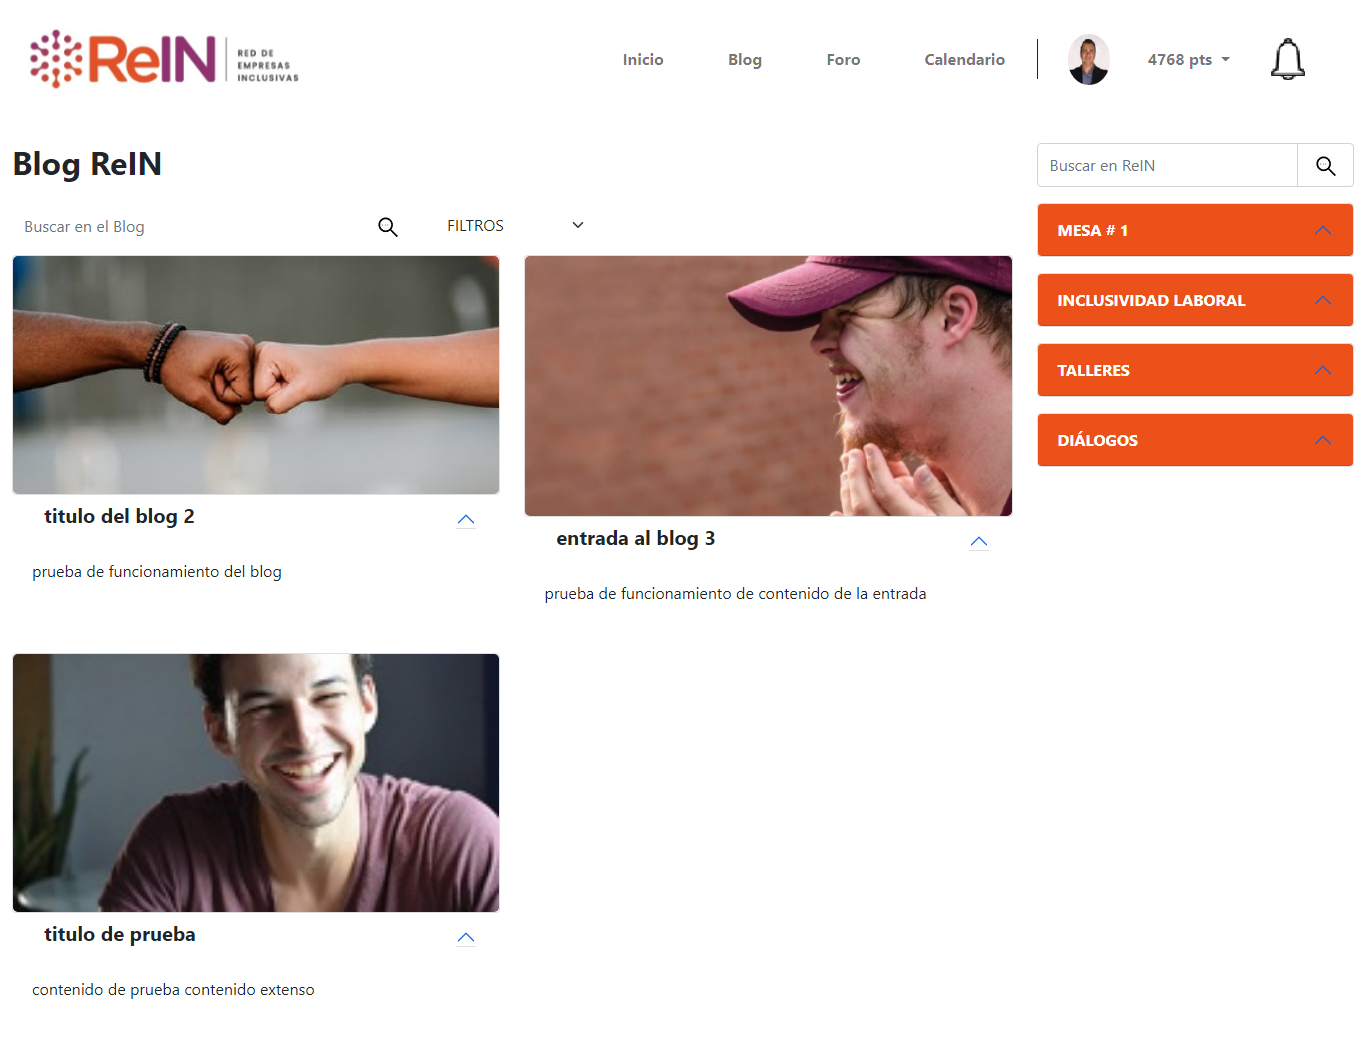 ReIN
RED DE
EMPRESAS
INCLUSIVAS
Inicio
Blog
Foro
Calendario
4768 pts
Blog ReIN
Buscar en el Blog
FILTROS
titulo del blog 2
prueba de funcionamiento del blog
entrada al blog 3
prueba de funcionamiento de contenido de la entrada
titulo de prueba
contenido de prueba contenido extenso
Buscar en ReIN
MESA # 1
INCLUSIVIDAD LABORAL
TALLERES
DIÁLOGOS